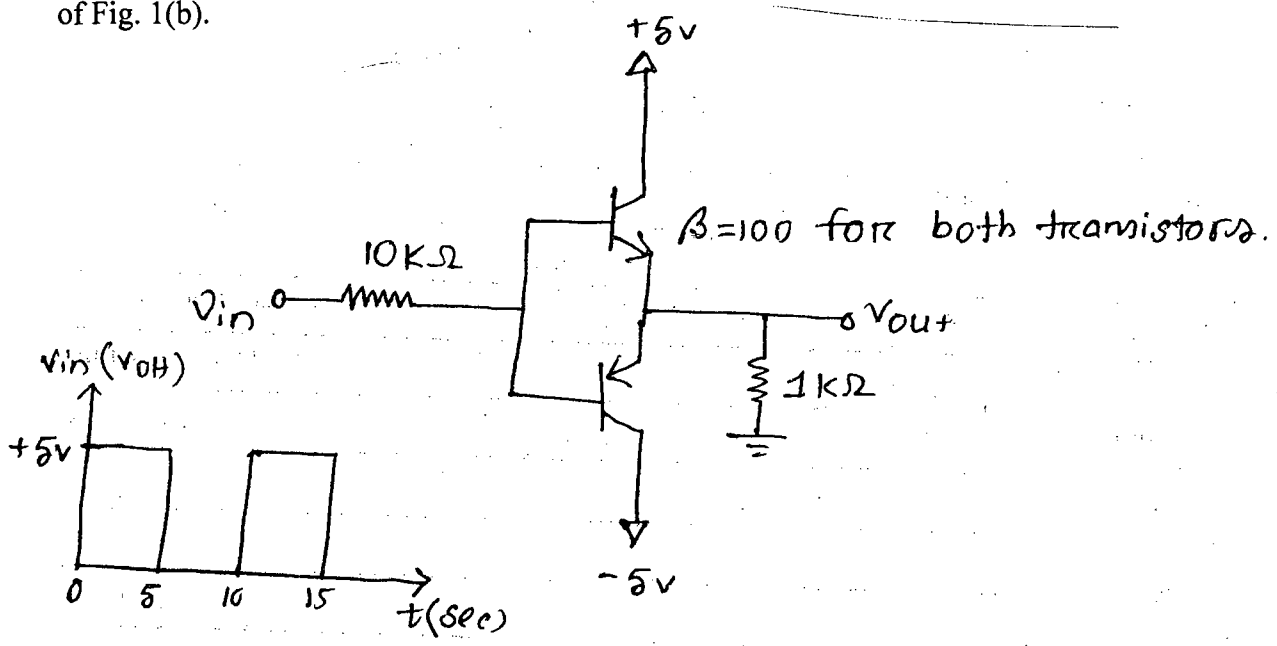 of Fig. 1(b).
+5v
β=100 for both transistors.
10KΩ
Vin
Vout
Vin (VOH)
1KΩ
+5v
0 5 10 15
t(sec)
-5v